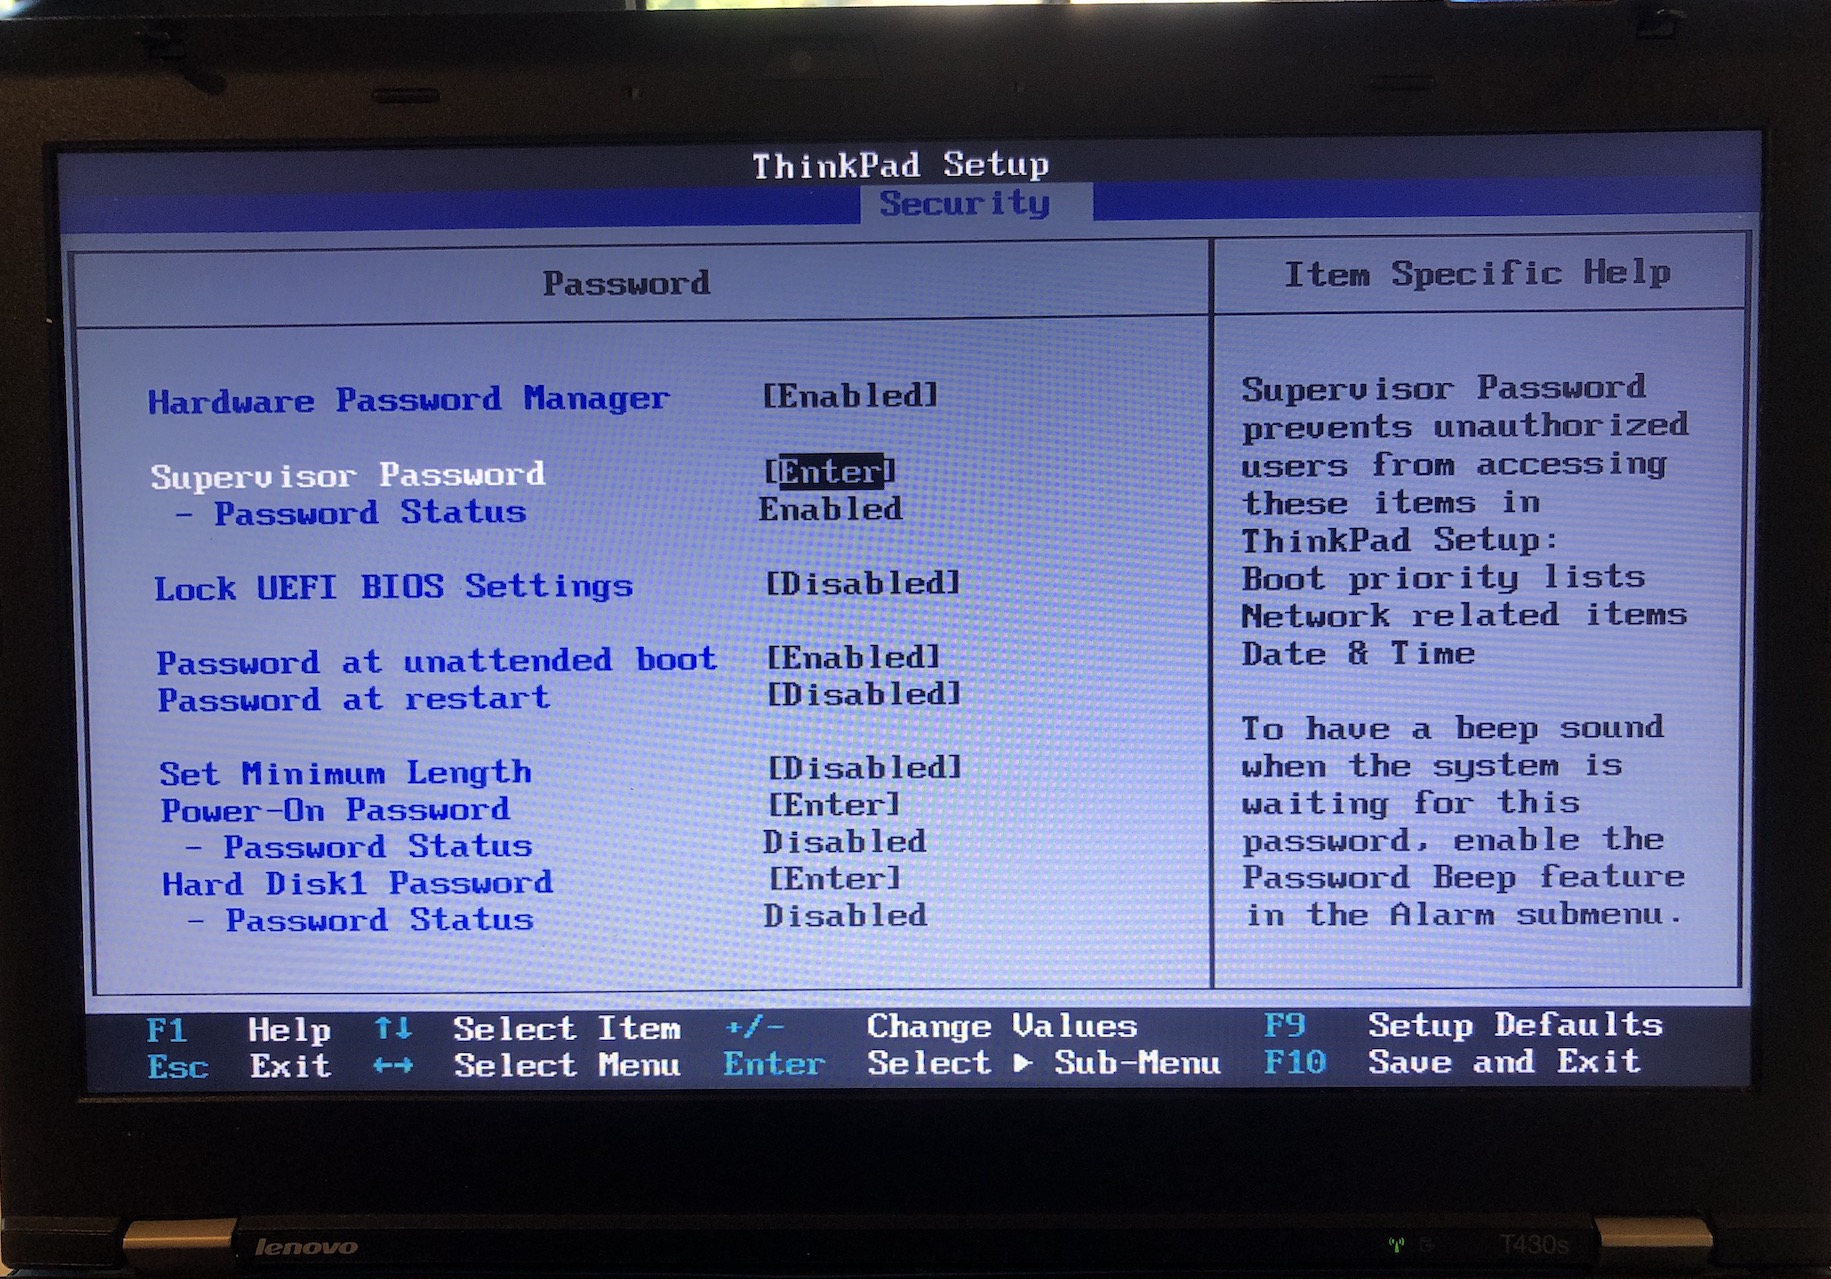 ThinkPad Setup
Security
Password
Item Specific Help
Hardware Password Manager [Enabled]
Supervisor Password [Enter]
- Password Status Enabled
Lock UEFI BIOS Settings [Disabled]
Password at unattended boot [Enabled]
Password at restart [Disabled]
Set Minimum Length [Disabled]
Power-On Password [Enter]
- Password Status Disabled
Hard Disk1 Password [Enter]
- Password Status Disabled
Supervisor Password
prevents unauthorized
users from accessing
these items in
ThinkPad Setup:
Boot priority lists
Network related items
Date & Time
To have a beep sound
when the system is
waiting for this
password, enable the
Password Beep feature
in the Alarm submenu.
F1 Help ↑↓ Select Item +/- Change Values F9 Setup Defaults
Esc Exit ↔ Select Menu Enter Select ▶ Sub-Menu F10 Save and Exit
lenovo
T430s